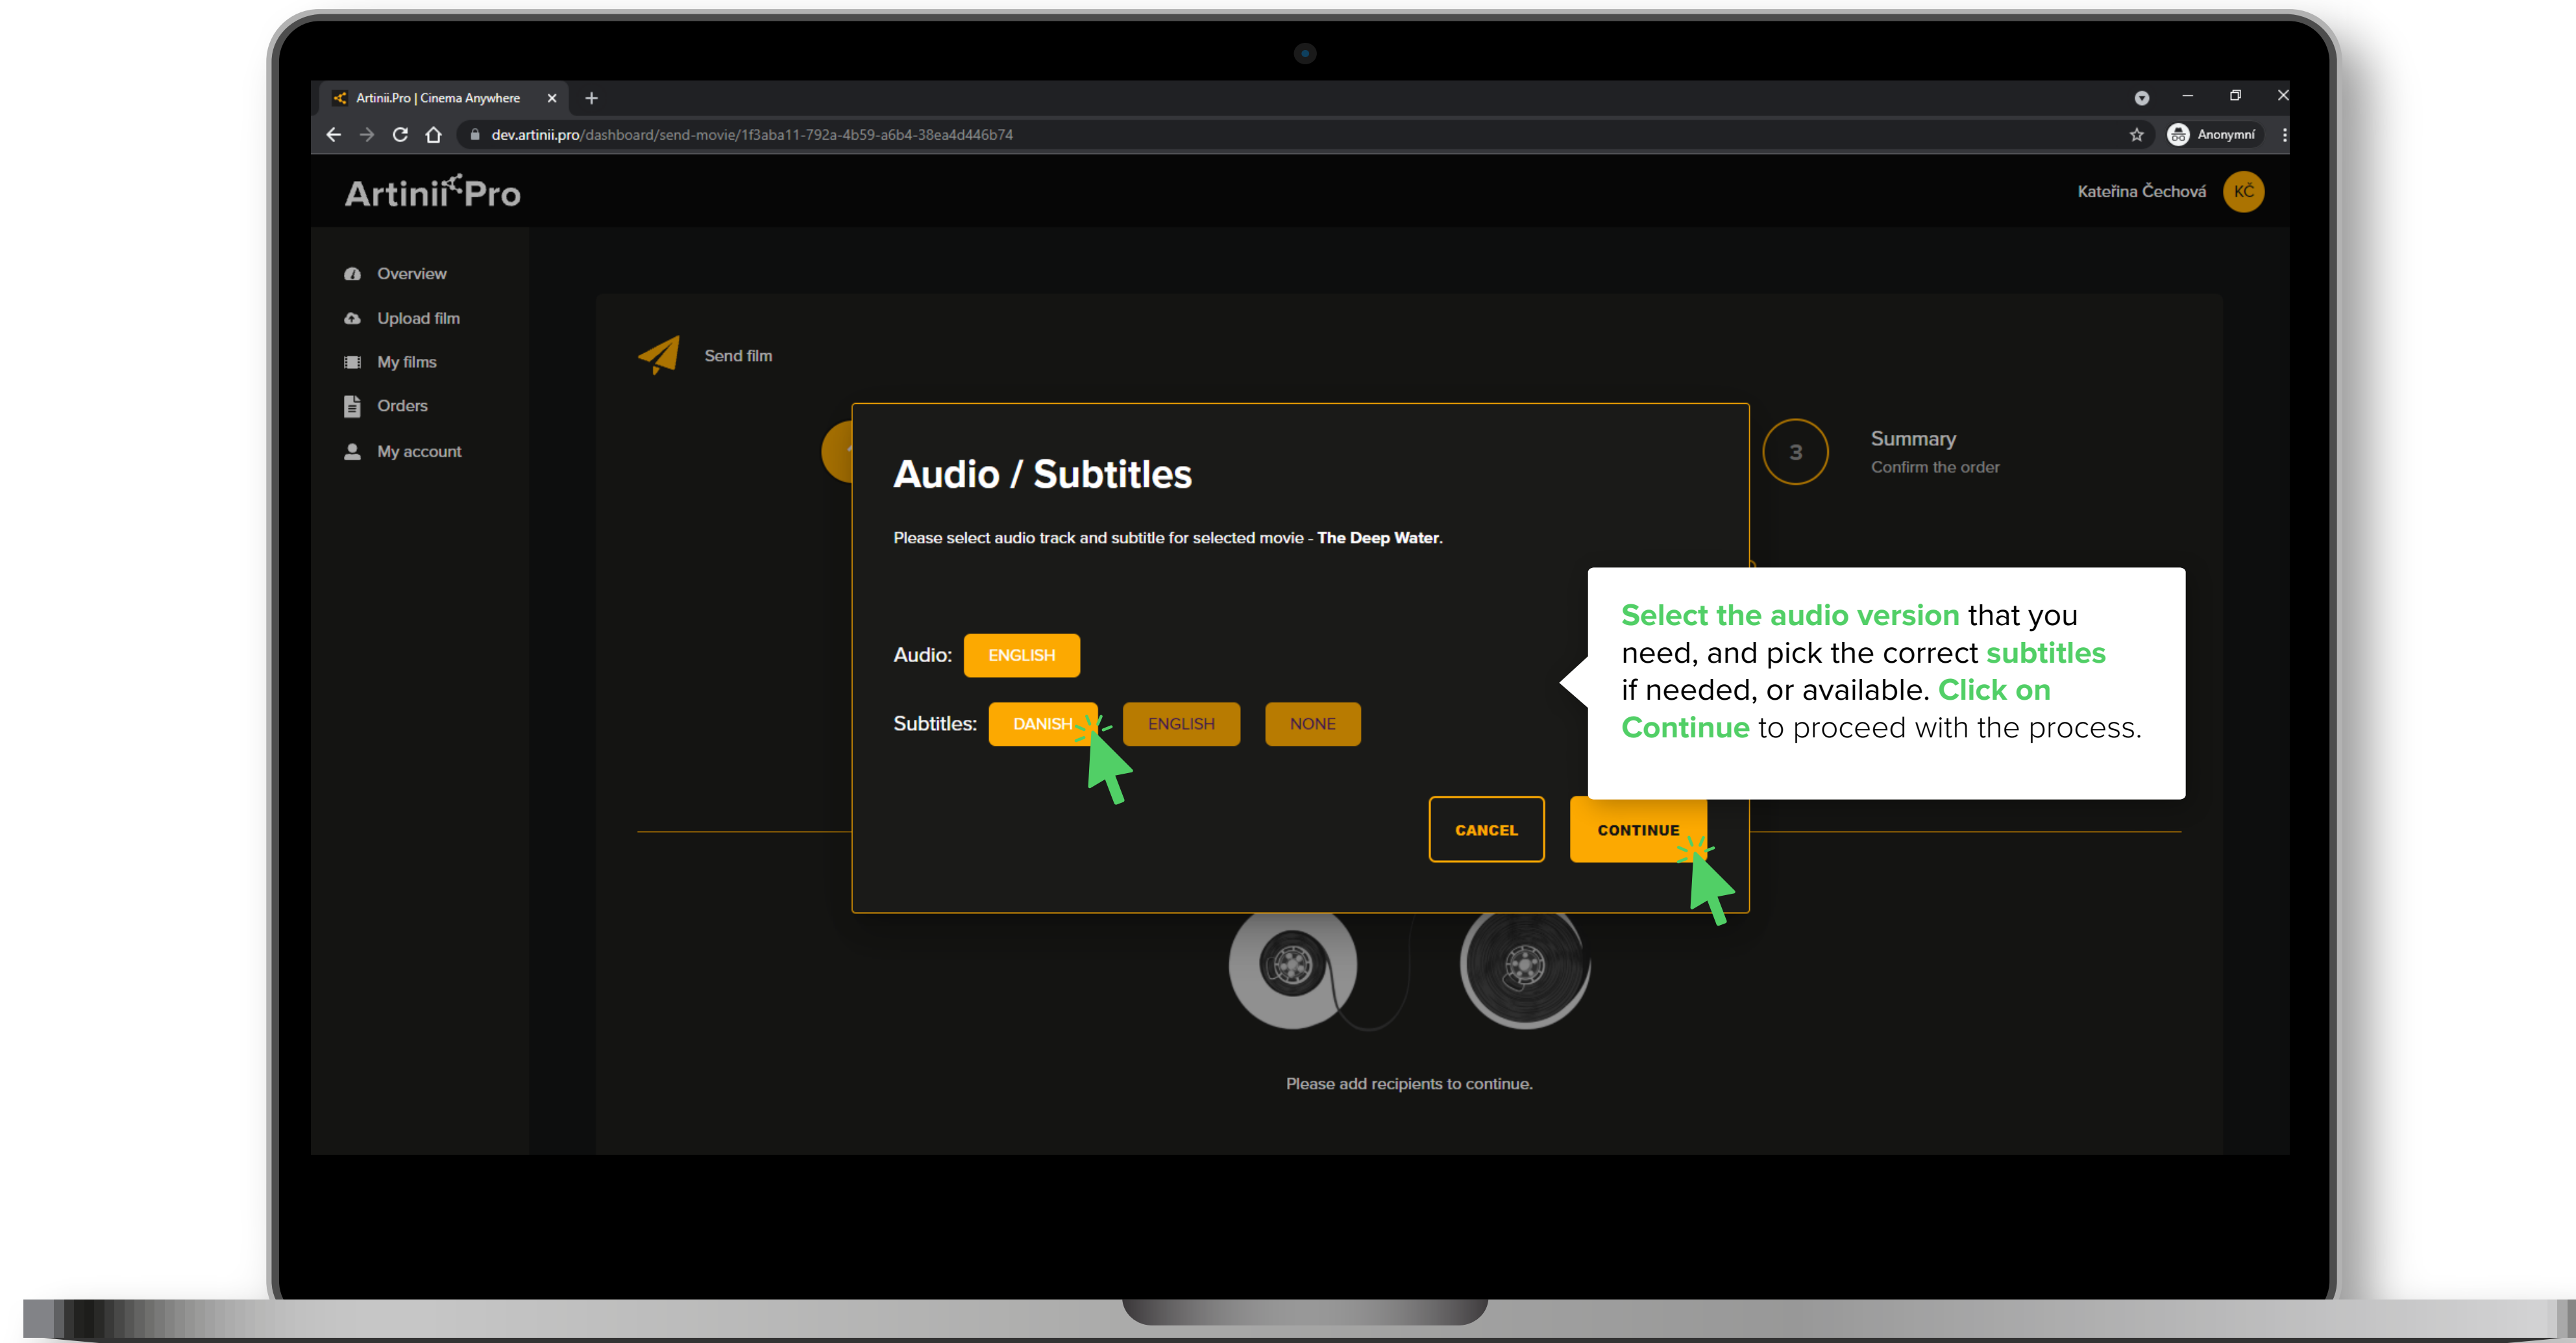 Artinii.Pro | Cinema Anywhere
dev.artinii.pro/dashboard/send-movie/1f3aba11-792a-4b59-a6b4-38ea4d446b74
Anonymní
Artinii Pro
Kateřina Čechová
KČ
Overview
Upload film
My films
Orders
My account
Send film
3
Summary
Confirm the order
Audio / Subtitles
Please select audio track and subtitle for selected movie - The Deep Water.
Audio:
ENGLISH
Subtitles:
DANISH
ENGLISH
NONE
CANCEL
CONTINUE
Select the audio version that you
need, and pick the correct subtitles
if needed, or available. Click on
Continue to proceed with the process.
Please add recipients to continue.